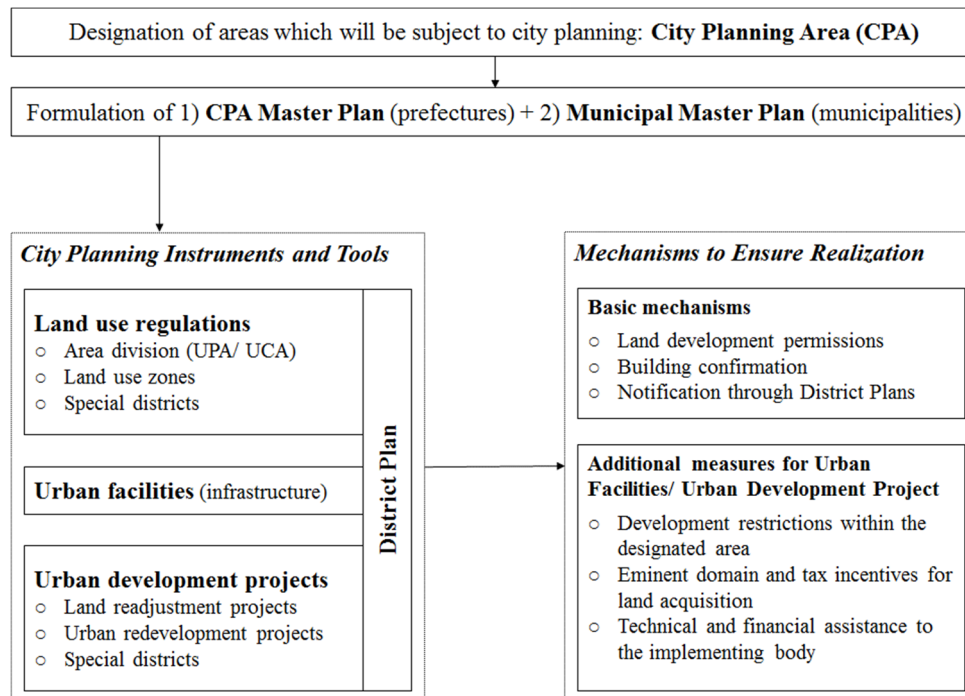 Designation of areas which will be subject to city planning: City Planning Area (CPA)
Formulation of 1) CPA Master Plan (prefectures) + 2) Municipal Master Plan (municipalities)
City Planning Instruments and Tools
Land use regulations
○ Area division (UPA/ UCA)
○ Land use zones
○ Special districts
Urban facilities (infrastructure)
Urban development projects
○ Land readjustment projects
○ Urban redevelopment projects
○ Special districts
District Plan
Mechanisms to Ensure Realization
Basic mechanisms
○ Land development permissions
○ Building confirmation
○ Notification through District Plans
Additional measures for Urban
Facilities/ Urban Development Project
○ Development restrictions within the
designated area
○ Eminent domain and tax incentives for
land acquisition
○ Technical and financial assistance to
the implementing body